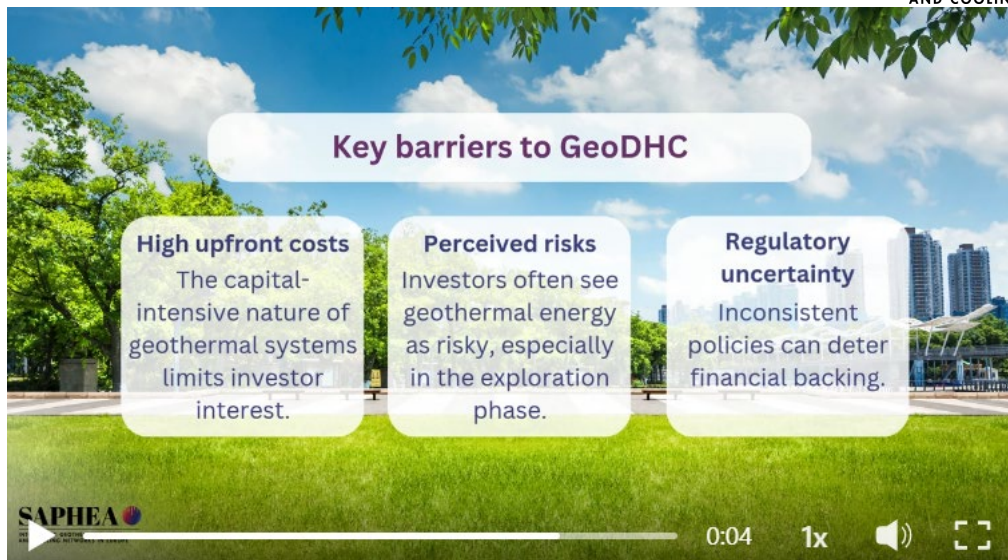 AND COOLIN
Key barriers to GeoDHC
High upfront costs
The capital-
intensive nature of
geothermal systems
limits investor
interest.
Perceived risks
Investors often see
geothermal energy
as risky, especially
in the exploration
phase.
Regulatory
uncertainty
Inconsistent
policies can deter
financial backing.
SAPHEA
0:04
1x